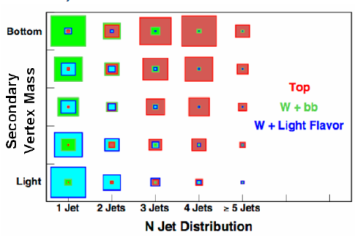 Bottom
Secondary
Vertex Mass
Top
W + bb
W + Light Flavor
Light
1 Jet 2 Jets 3 Jets 4 Jets ≥ 5 Jets
N Jet Distribution